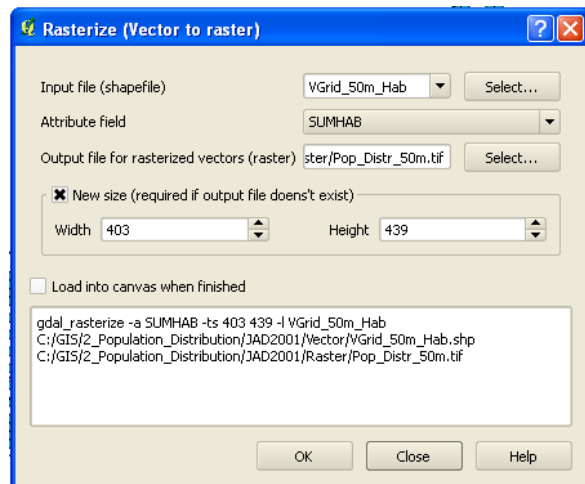 Rasterize (Vector to raster)
Input file (shapefile) VGrid_50m_Hab Select...
Attribute field SUMHAB
Output file for rasterized vectors (raster) ster/Pop_Distr_50m.tif Select...
New size (required if output file doens't exist)
Width 403 Height 439
Load into canvas when finished
gdal_rasterize -a SUMHAB -ts 403 439 -l VGrid_50m_Hab
C:/GIS/2_Population_Distribution/JAD2001/Vector/VGrid_50m_Hab.shp
C:/GIS/2_Population_Distribution/JAD2001/Raster/Pop_Distr_50m.tif
OK Close Help